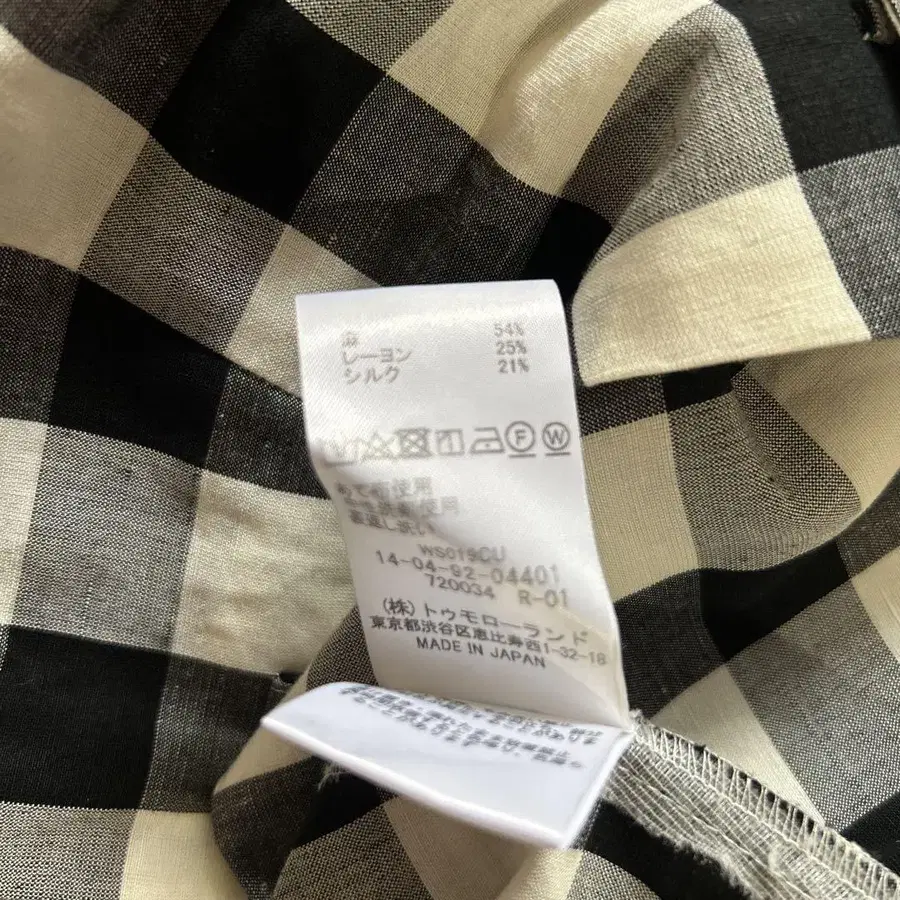 麻 54%
レーヨン 25%
シルク 21%
F W
あて布使用
中性洗剤使用
裏返し洗い
WS019CU
14-04-92-04401
720034 R-01
(株)トゥモローランド
東京都渋谷区恵比寿西1-32-18
MADE IN JAPAN